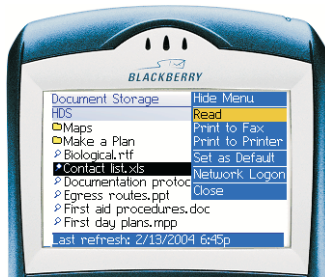 BLACKBERRY
Document Storage
HDS
Maps
Make a Plan
Biological.rtf
Contact list.xls
Documentation protoc
Egress routes.ppt
First aid procedures.doc
First day plans.mpp
Last refresh: 2/13/2004 6:45p
Hide Menu
Read
Print to Fax
Print to Printer
Set as Default
Network Logon
Close